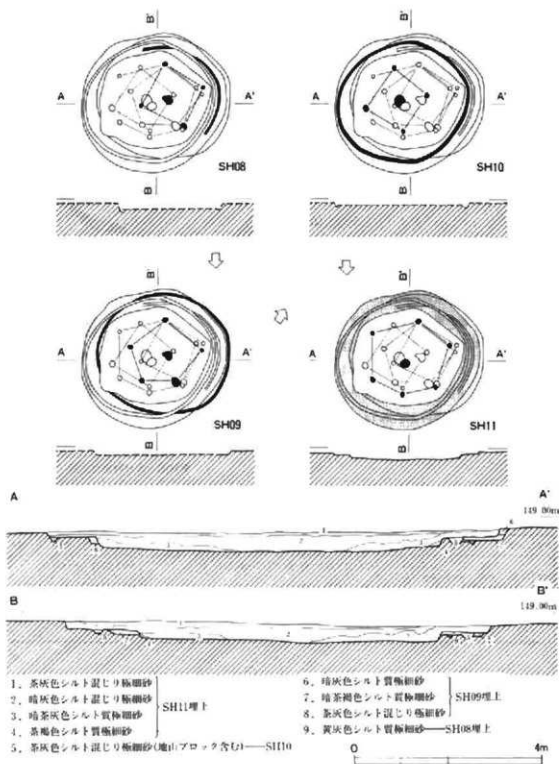 B'
B'
A
A'
A
A'
SH08
SH10
B
B
B'
B'
A
A'
A
A'
SH09
SH11
B
B
A
A'
149.00m
B
B'
149.00m
1. 茶灰色シルト混じり極細砂
2. 暗灰色シルト混じり極細砂
3. 暗茶灰色シルト質極細砂
4. 茶褐色シルト質極細砂
SH11埋土
5. 茶灰色シルト混じり極細砂(地山ブロック含む)——SH10
6. 暗灰色シルト質極細砂
7. 暗茶褐色シルト質極細砂
8. 茶灰色シルト混じり極細砂
SH09埋土
9. 黄灰色シルト質極細砂——SH08埋土
0
4m